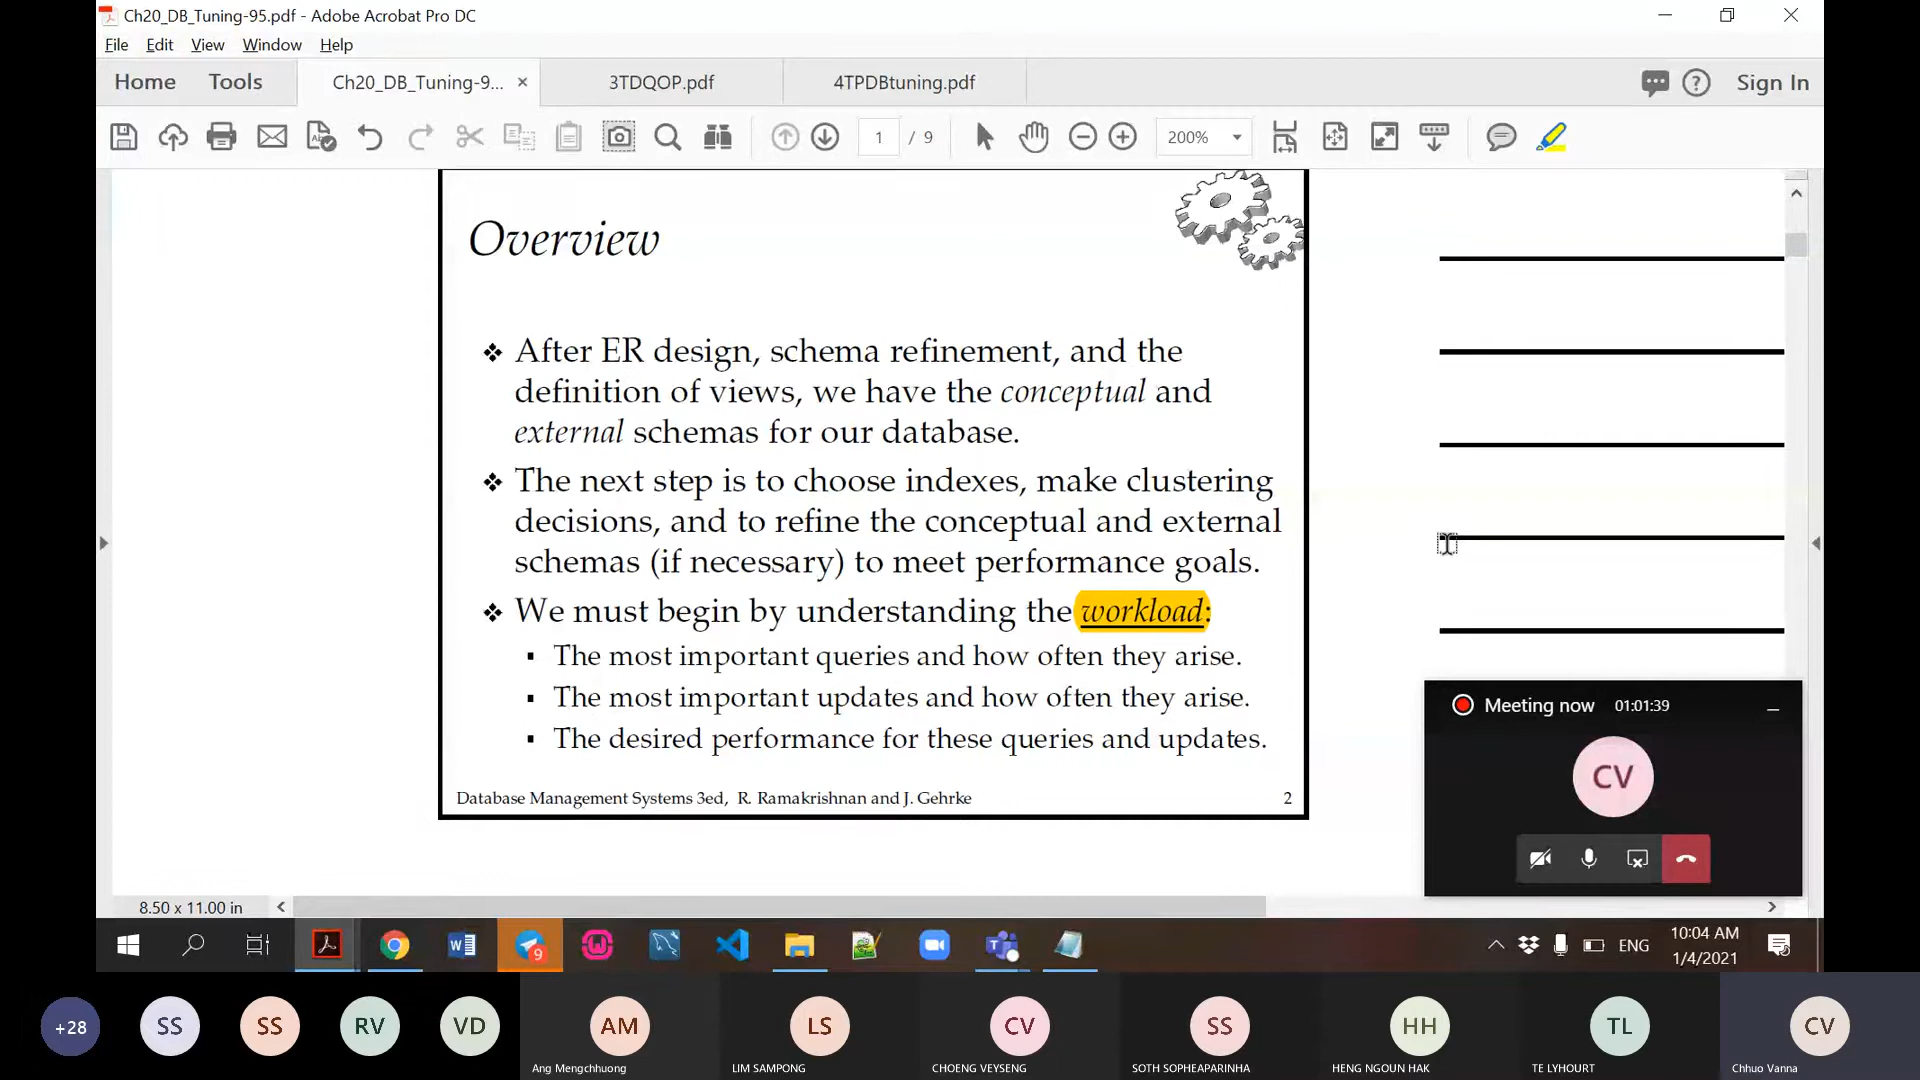 Ch20_DB_Tuning-95.pdf - Adobe Acrobat Pro DC
File Edit View Window Help
Home Tools Ch20_DB_Tuning-9... × 3TDQOP.pdf 4TPDBtuning.pdf Sign In
1 / 9 200%
Overview
❖ After ER design, schema refinement, and the
definition of views, we have the conceptual and
external schemas for our database.
❖ The next step is to choose indexes, make clustering
decisions, and to refine the conceptual and external
schemas (if necessary) to meet performance goals.
❖ We must begin by understanding the workload:
▪ The most important queries and how often they arise.
▪ The most important updates and how often they arise.
▪ The desired performance for these queries and updates.
Database Management Systems 3ed, R. Ramakrishnan and J. Gehrke 2
Meeting now 01:01:39
CV
8.50 x 11.00 in
9
ENG
10:04 AM
1/4/2021
+28 SS SS RV VD AM LS CV SS HH TL CV
Ang Mengchhuong LIM SAMPONG CHOENG VEYSENG SOTH SOPHEAPARINHA HENG NGOUN HAK TE LYHOURT Chhuo Vanna